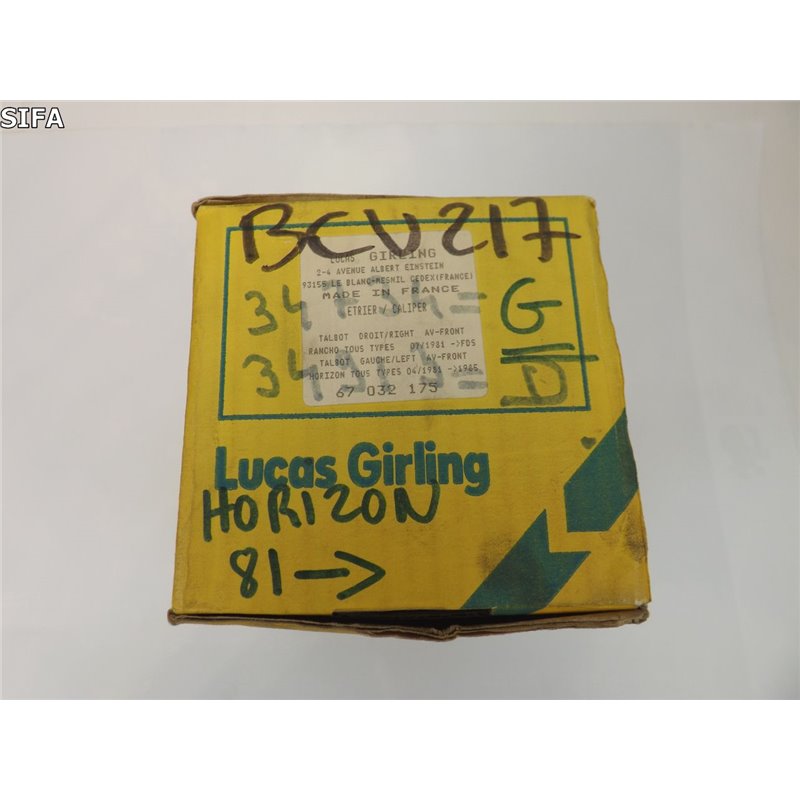 SIFA
BCU217
LUCAS GIRLING
2-4 AVENUE ALBERT EINSTEIN
93155 LE BLANC-MESNIL CEDEX(FRANCE)
MADE IN FRANCE
ETRIER / CALIPER
TALBOT DROIT/RIGHT AV-FRONT
RANCHO TOUS TYPES 07/1981 ->FDS
TALBOT GAUCHE/LEFT AV-FRONT
HORIZON TOUS TYPES 04/1981 ->1985
67 032 175
G
D
Lucas Girling
HORIZON
81 →